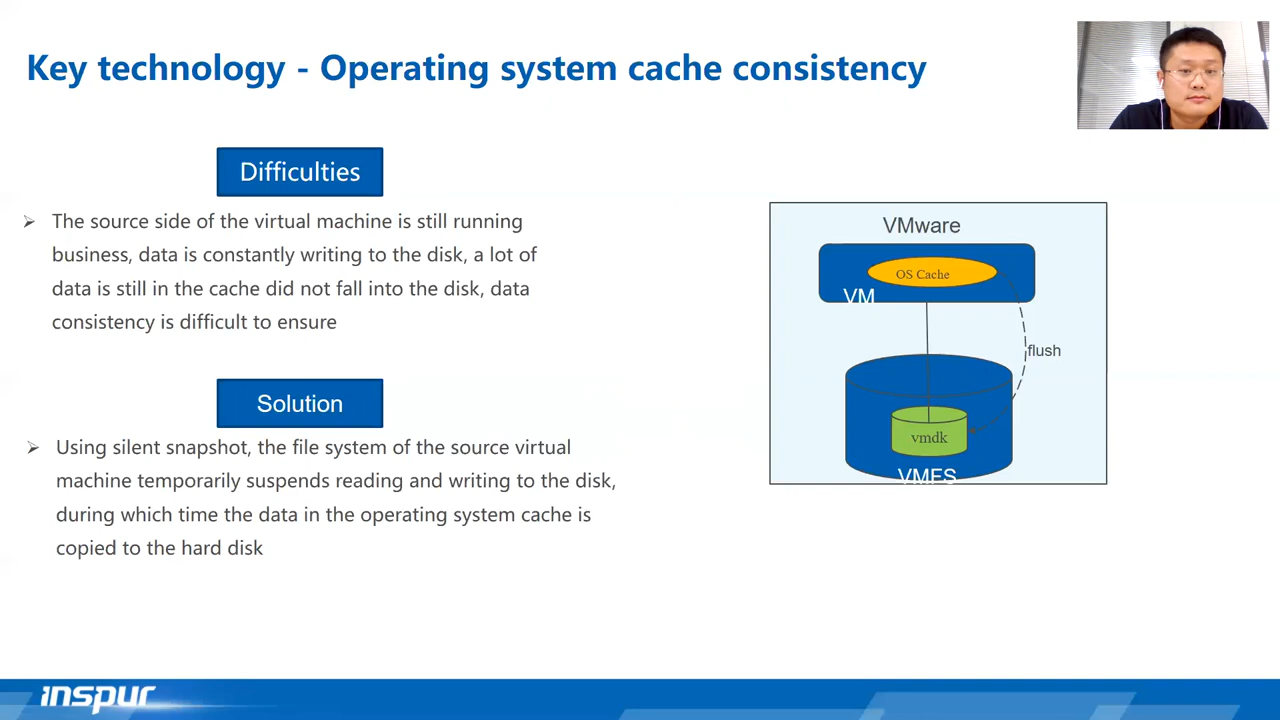 Key technology - Operating system cache consistency
Difficulties
➢ The source side of the virtual machine is still running
business, data is constantly writing to the disk, a lot of
data is still in the cache did not fall into the disk, data
consistency is difficult to ensure
Solution
➢ Using silent snapshot, the file system of the source virtual
machine temporarily suspends reading and writing to the disk,
during which time the data in the operating system cache is
copied to the hard disk
VMware
OS Cache
VM
flush
vmdk
VMFS
inspur